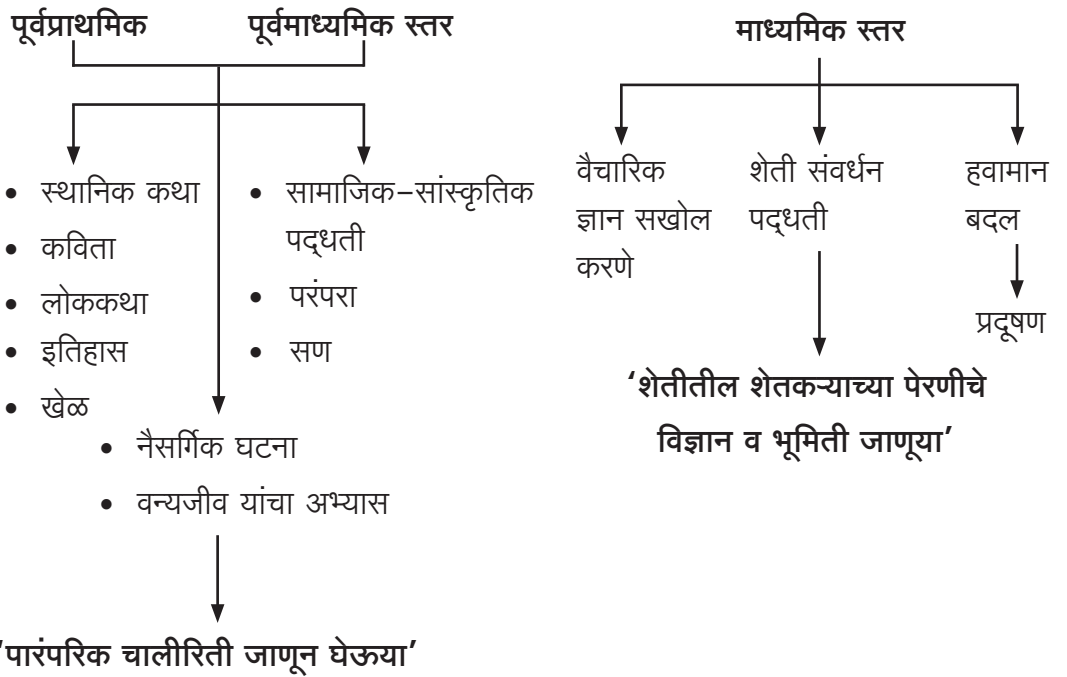 पूर्वप्राथमिक
पूर्वमाध्यमिक स्तर
• स्थानिक कथा
• कविता
• लोककथा
• इतिहास
• खेळ
• सामाजिक-सांस्कृतिक
पद्धती
• परंपरा
• सण
• नैसर्गिक घटना
• वन्यजीव यांचा अभ्यास
'पारंपरिक चालीरिती जाणून घेऊया'
माध्यमिक स्तर
वैचारिक
ज्ञान सखोल
करणे
शेती संवर्धन
पद्धती
'शेतीतील शेतकऱ्याच्या पेरणीचे
विज्ञान व भूमिती जाणूया'
हवामान
बदल
प्रदूषण